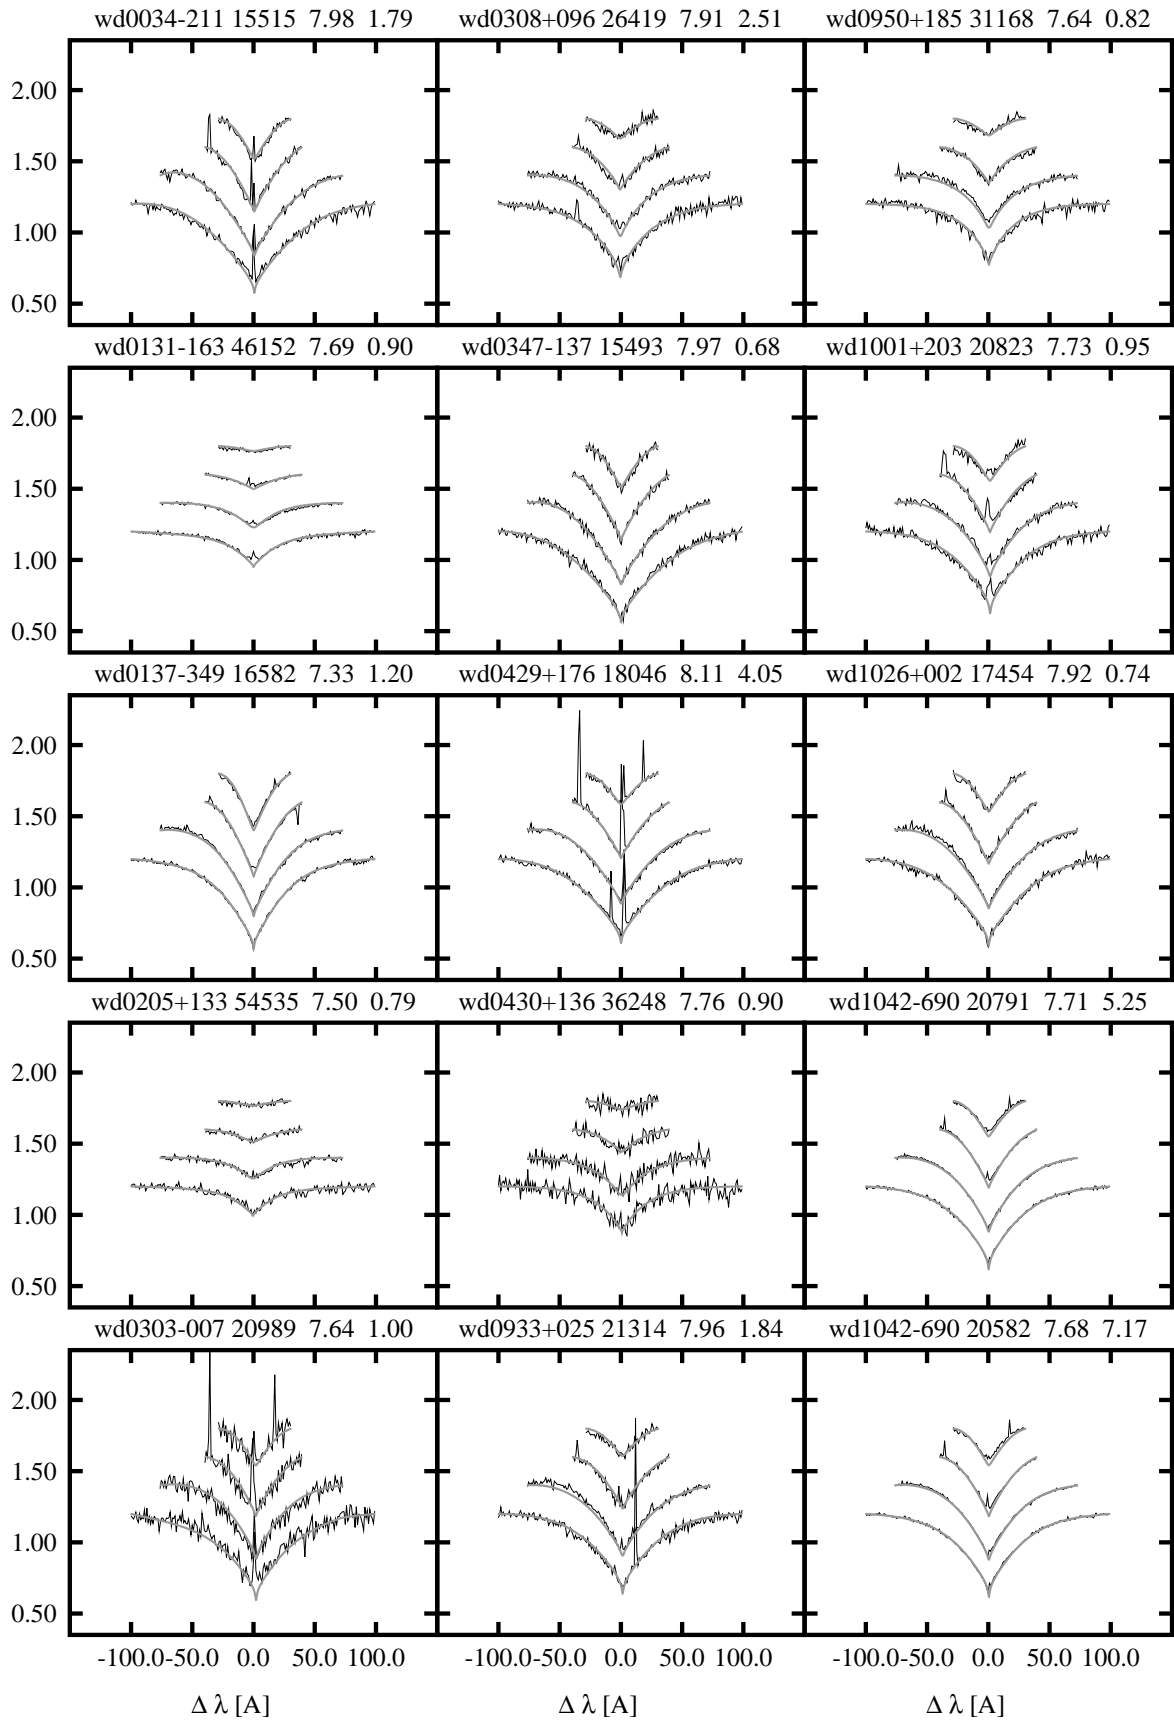 wd0034-211 15515 7.98 1.79
wd0308+096 26419 7.91 2.51
wd0950+185 31168 7.64 0.82
2.00
1.50
1.00
0.50
wd0131-163 46152 7.69 0.90
wd0347-137 15493 7.97 0.68
wd1001+203 20823 7.73 0.95
2.00
1.50
1.00
0.50
wd0137-349 16582 7.33 1.20
wd0429+176 18046 8.11 4.05
wd1026+002 17454 7.92 0.74
2.00
1.50
1.00
0.50
wd0205+133 54535 7.50 0.79
wd0430+136 36248 7.76 0.90
wd1042-690 20791 7.71 5.25
2.00
1.50
1.00
0.50
wd0303-007 20989 7.64 1.00
wd0933+025 21314 7.96 1.84
wd1042-690 20582 7.68 7.17
2.00
1.50
1.00
0.50
-100.0 -50.0 0.0 50.0 100.0
-100.0 -50.0 0.0 50.0 100.0
-100.0 -50.0 0.0 50.0 100.0
Δ λ [A]
Δ λ [A]
Δ λ [A]